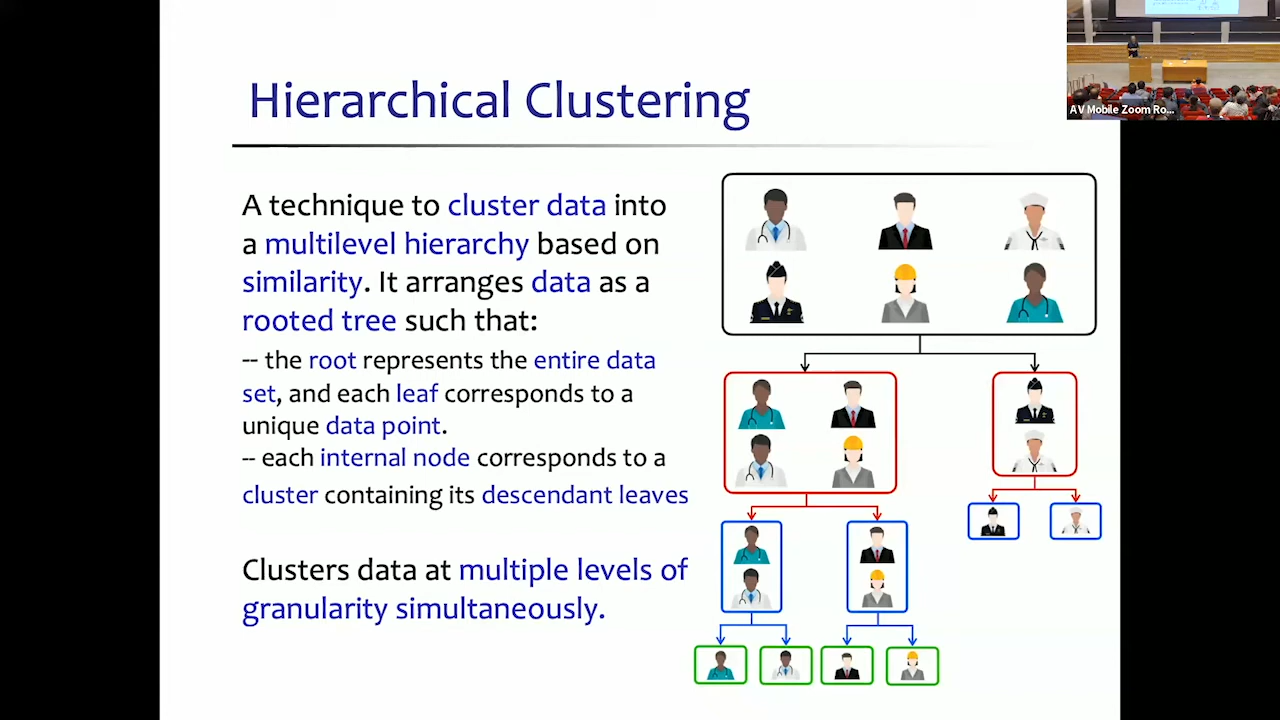 Hierarchical Clustering
A technique to cluster data into
a multilevel hierarchy based on
similarity. It arranges data as a
rooted tree such that:
-- the root represents the entire data
set, and each leaf corresponds to a
unique data point.
-- each internal node corresponds to a
cluster containing its descendant leaves
Clusters data at multiple levels of
granularity simultaneously.
AV Mobile Zoom Ro...